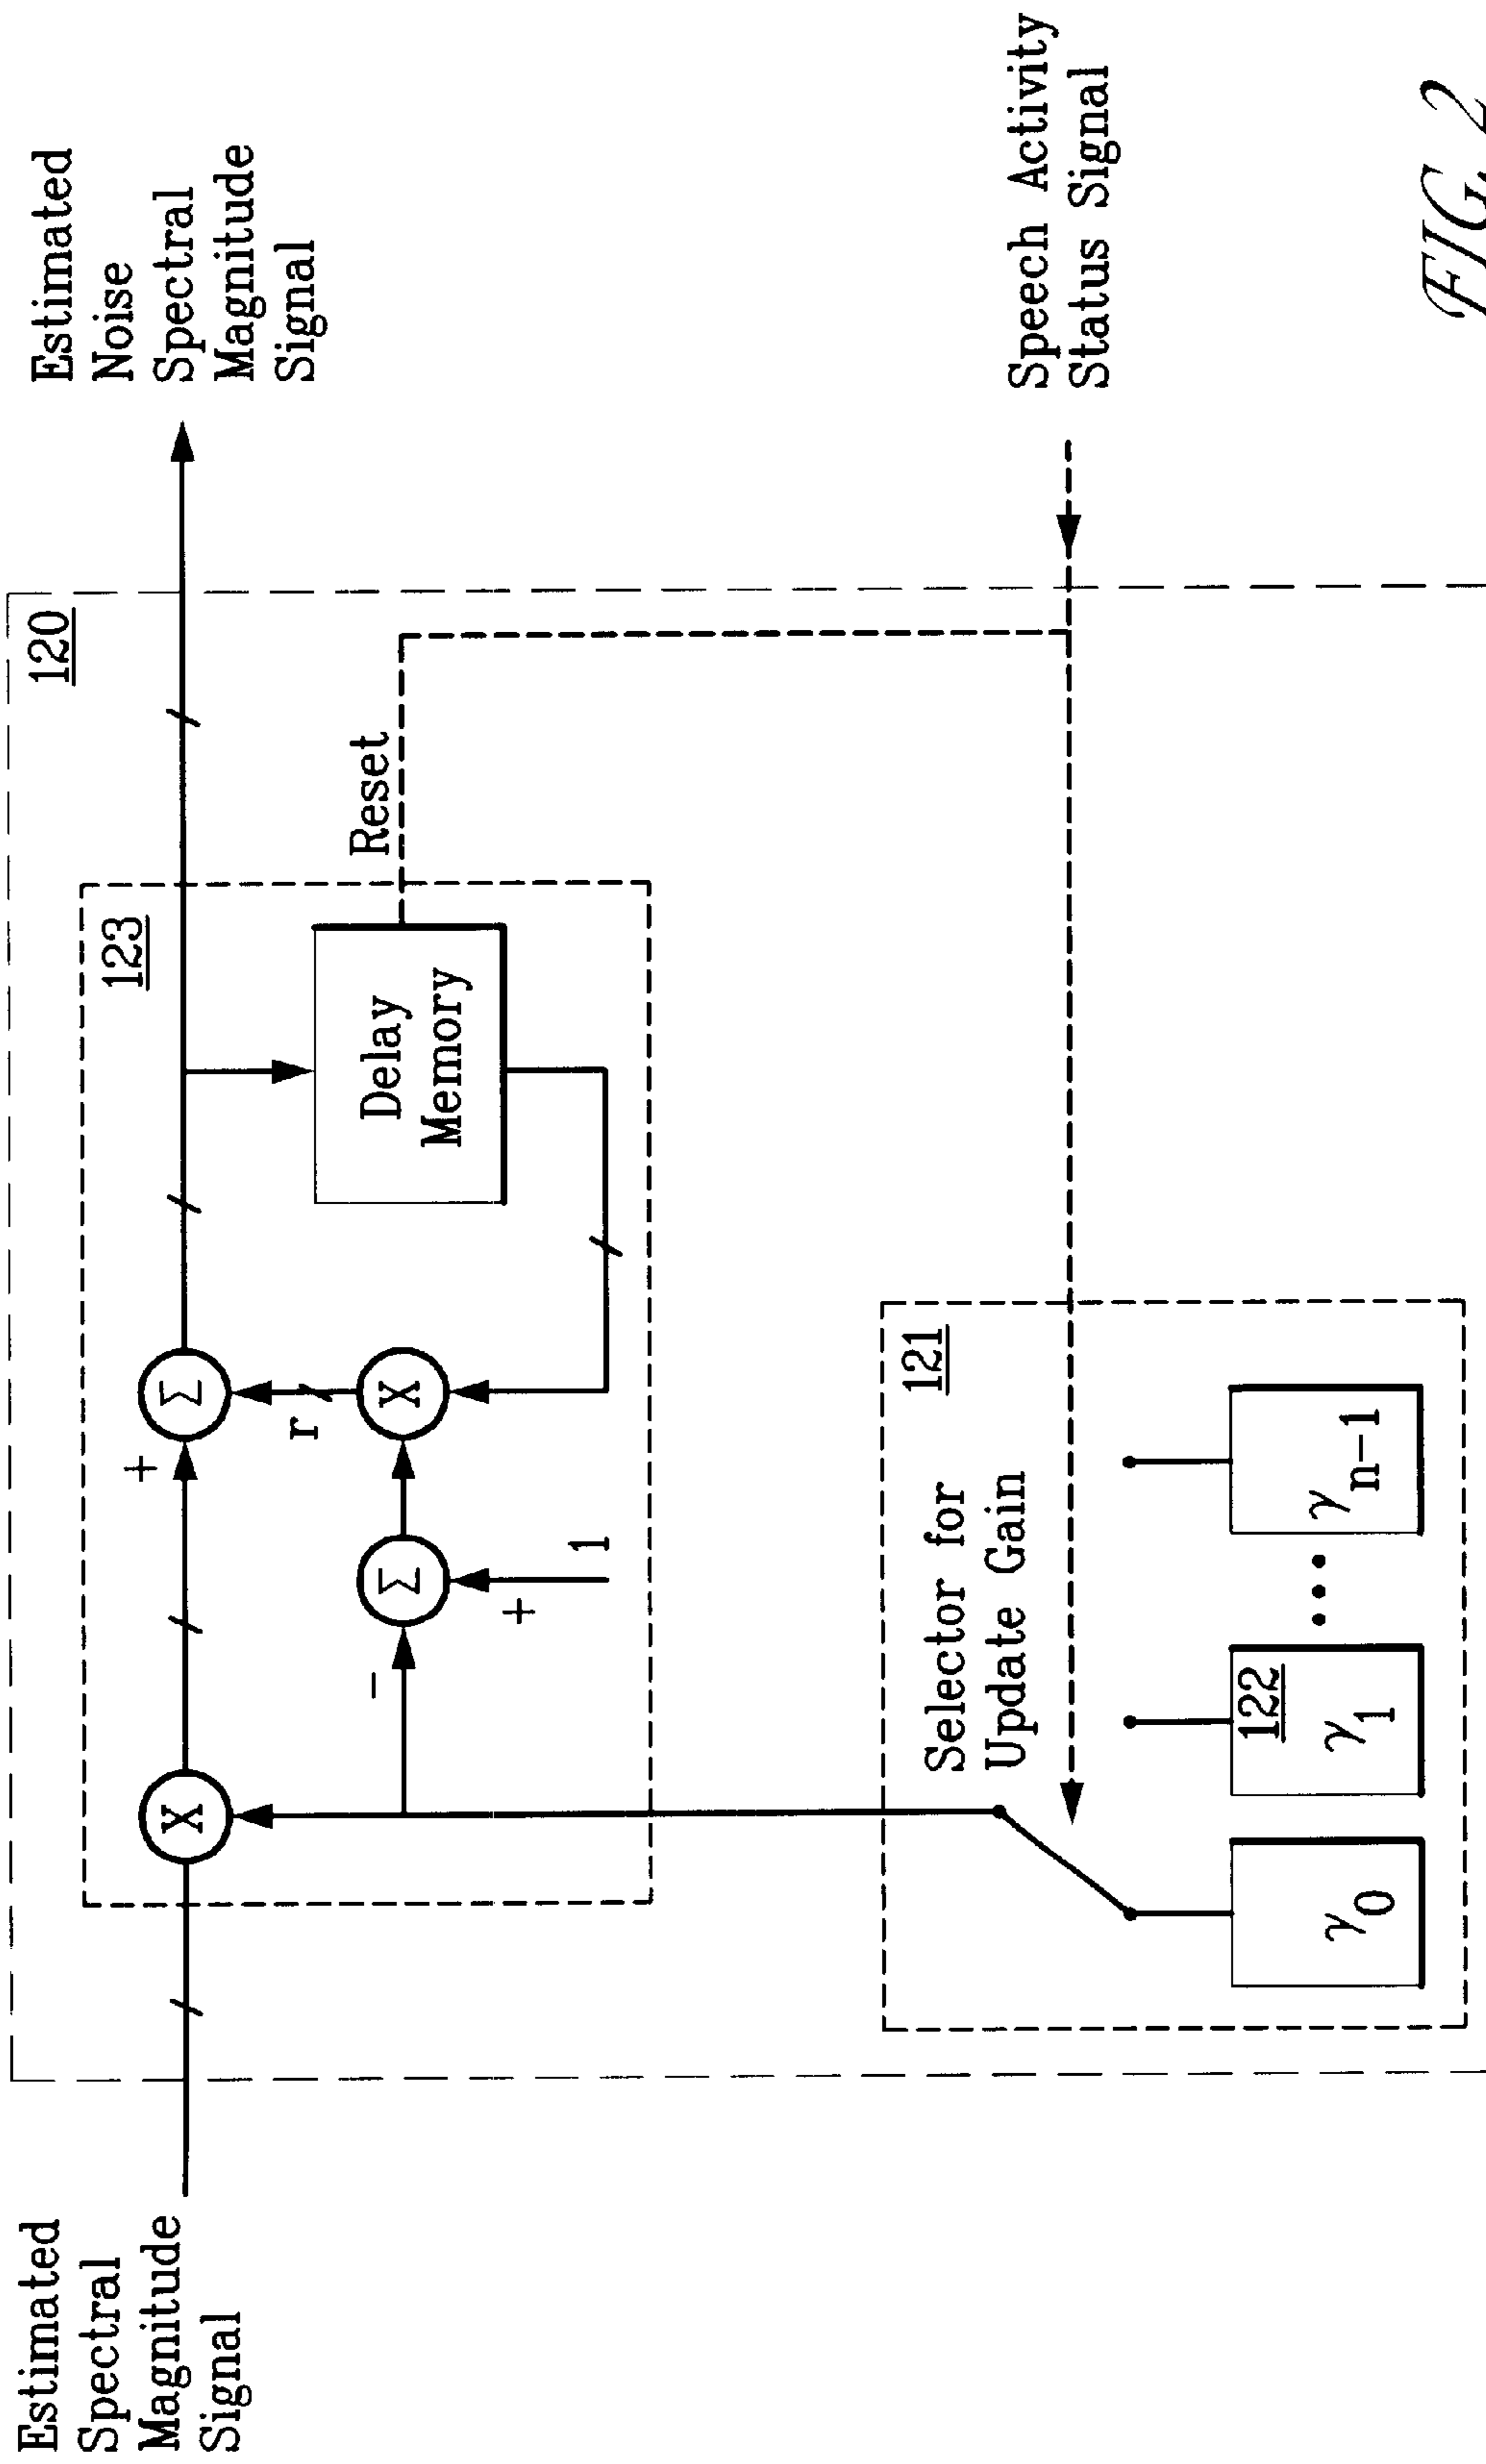 Estimated
Spectral
Magnitude
Signal
Estimated
Noise
Spectral
Magnitude
Signal
120
123
X
+
Σ
r
-
Σ
+
1
X
Delay
Memory
Reset
Speech Activity
Status Signal
121
Selector for
Update Gain
γ0
122
γ1
•••
γn-1
FIG. 2